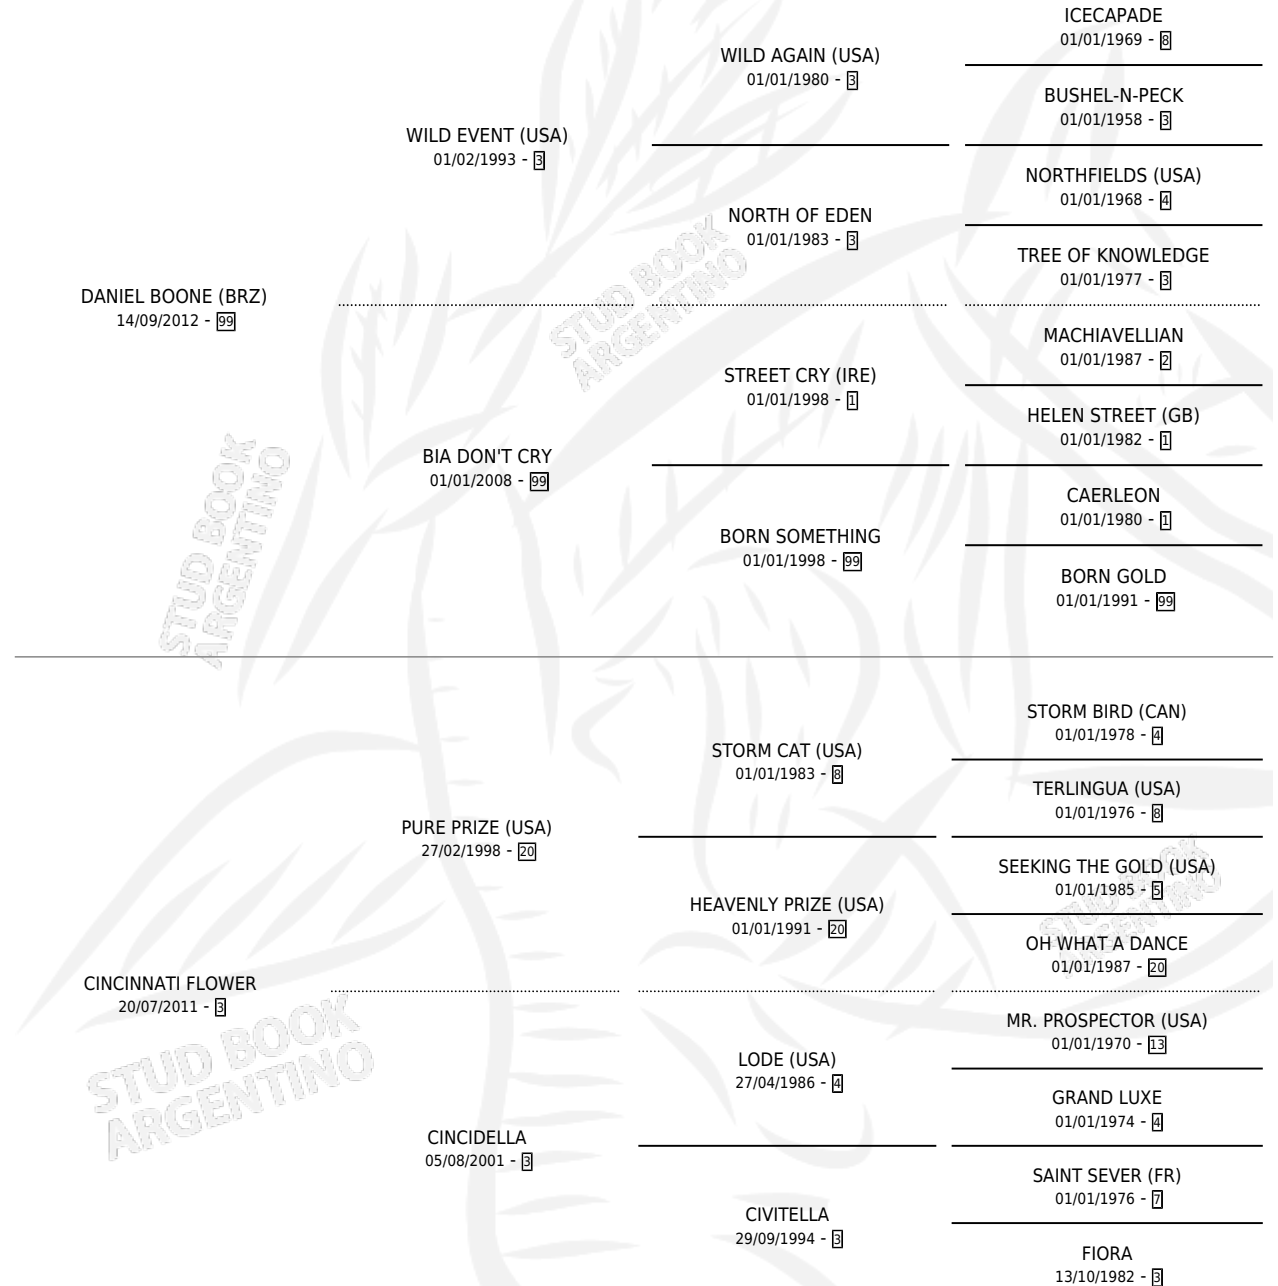 ICECAPADE
01/01/1969 - 8
WILD AGAIN (USA)
01/01/1980 - 3
BUSHEL-N-PECK
01/01/1958 - 3
WILD EVENT (USA)
01/02/1993 - 3
NORTHFIELDS (USA)
01/01/1968 - 4
NORTH OF EDEN
01/01/1983 - 3
TREE OF KNOWLEDGE
01/01/1977 - 3
DANIEL BOONE (BRZ)
14/09/2012 - 99
MACHIAVELLIAN
01/01/1987 - 2
STREET CRY (IRE)
01/01/1998 - 1
HELEN STREET (GB)
01/01/1982 - 1
BIA DON'T CRY
01/01/2008 - 99
CAERLEON
01/01/1980 - 1
BORN SOMETHING
01/01/1998 - 99
BORN GOLD
01/01/1991 - 99
STUD BOOK
ARGENTINO
STUD BOOK
ARGENTINO
STORM BIRD (CAN)
01/01/1978 - 4
STORM CAT (USA)
01/01/1983 - 8
TERLINGUA (USA)
01/01/1976 - 8
PURE PRIZE (USA)
27/02/1998 - 20
SEEKING THE GOLD (USA)
01/01/1985 - 5
HEAVENLY PRIZE (USA)
01/01/1991 - 20
OH WHAT A DANCE
01/01/1987 - 20
CINCINNATI FLOWER
20/07/2011 - 3
MR. PROSPECTOR (USA)
01/01/1970 - 13
LODE (USA)
27/04/1986 - 4
GRAND LUXE
01/01/1974 - 4
CINCIDELLA
05/08/2001 - 3
SAINT SEVER (FR)
01/01/1976 - 7
CIVITELLA
29/09/1994 - 3
FIORA
13/10/1982 - 3
STUD BOOK
ARGENTINO
STUD BOOK
ARGENTINO